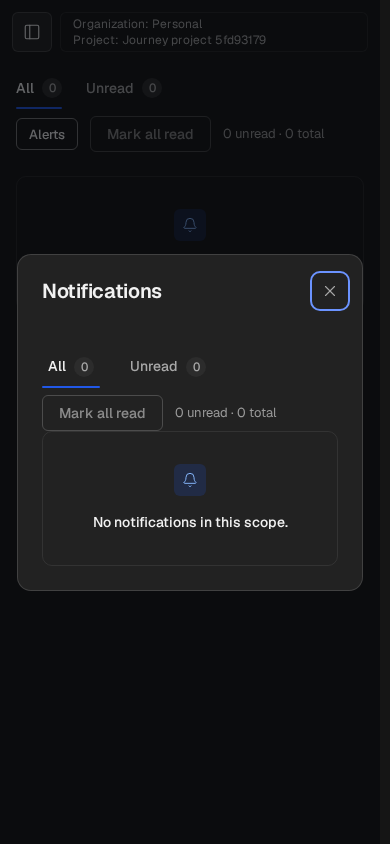 Organization: Personal
Project: Journey project 5fd93179
All 0 Unread 0
Alerts Mark all read 0 unread · 0 total
Notifications
All 0 Unread 0
Mark all read 0 unread · 0 total
No notifications in this scope.